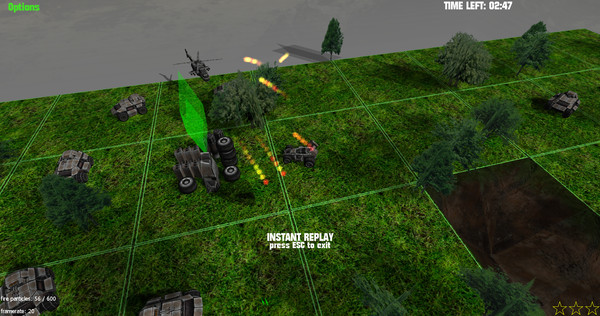 Options
TIME LEFT: 02:47
INSTANT REPLAY
press ESC to exit
fire particles: 56 / 600
framerate: 20